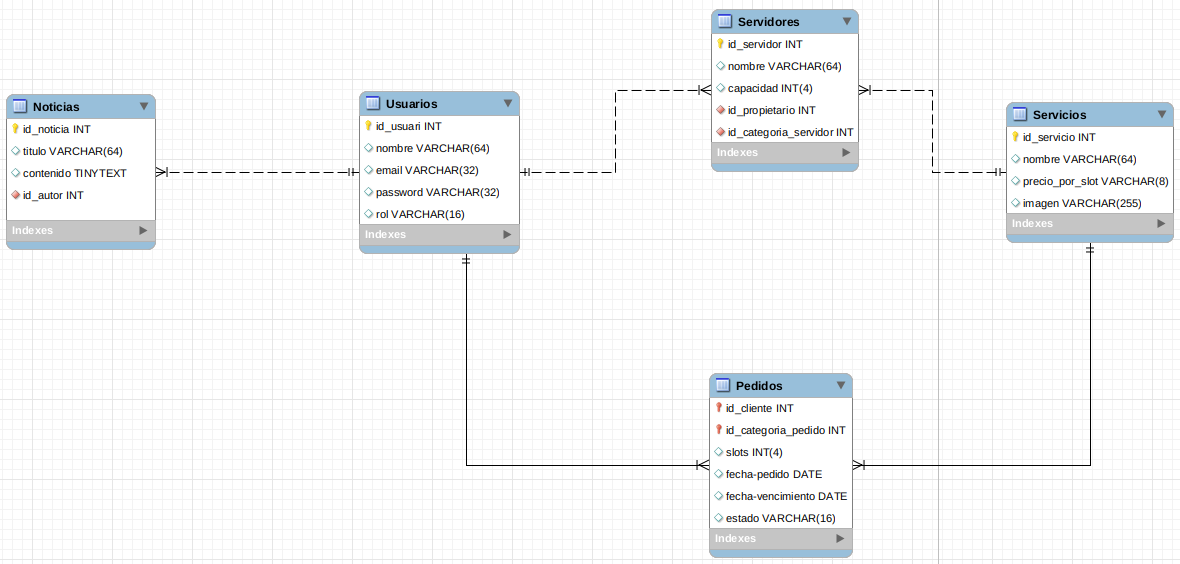 Noticias
id_noticia INT
titulo VARCHAR(64)
contenido TINYTEXT
id_autor INT
Indexes
Usuarios
id_usuari INT
nombre VARCHAR(64)
email VARCHAR(32)
password VARCHAR(32)
rol VARCHAR(16)
Indexes
Servidores
id_servidor INT
nombre VARCHAR(64)
capacidad INT(4)
id_propietario INT
id_categoria_servidor INT
Indexes
Servicios
id_servicio INT
nombre VARCHAR(64)
precio_por_slot VARCHAR(8)
imagen VARCHAR(255)
Indexes
Pedidos
id_cliente INT
id_categoria_pedido INT
slots INT(4)
fecha-pedido DATE
fecha-vencimiento DATE
estado VARCHAR(16)
Indexes